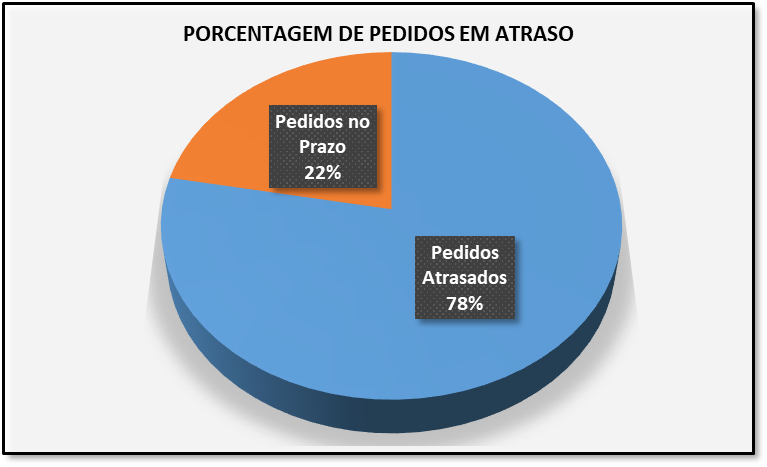 PORCENTAGEM DE PEDIDOS EM ATRASO
Pedidos no
Prazo
22%
Pedidos
Atrasados
78%